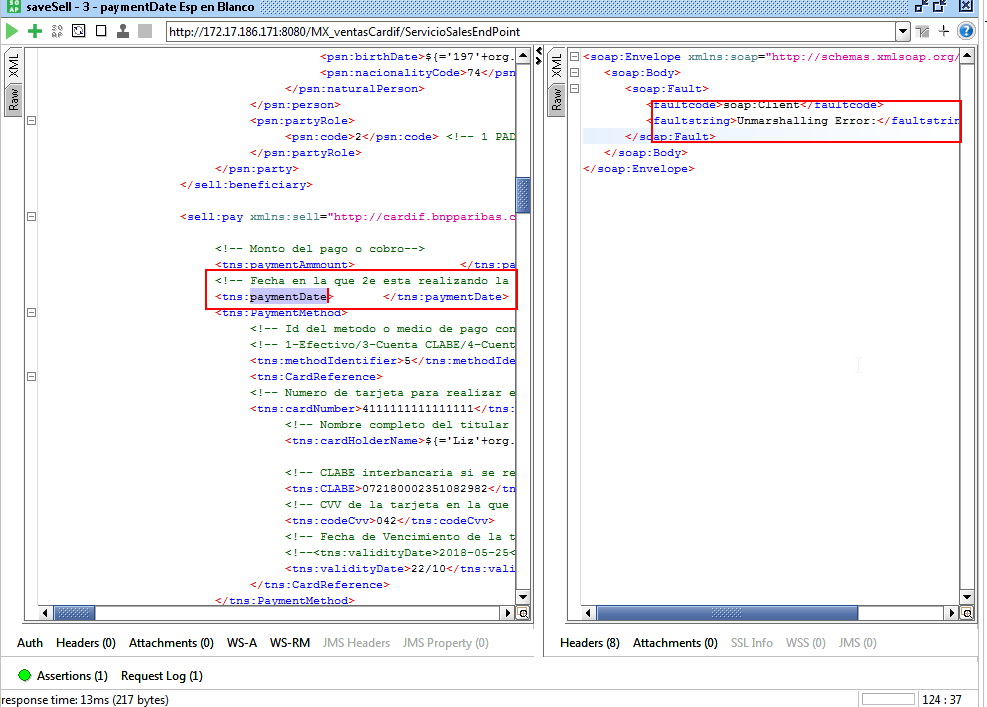 saveSell - 3 - paymentDate Esp en Blanco
http://172.17.186.171:8080/MX_ventasCardif/ServicioSalesEndPoint
XML
Raw
<psn:birthDate>${='197'+org.
<psn:nacionalityCode>74</psn
</psn:naturalPerson>
</psn:person>
<psn:partyRole>
<psn:code>2</psn:code> <!-- 1 PAD
</psn:partyRole>
</psn:party>
</sell:beneficiary>
<sell:pay xmlns:sell="http://cardif.bnpparibas.c
<!-- Monto del pago o cobro-->
<tns:paymentAmmount> </tns:pa
<!-- Fecha en la que 2e esta realizando la
<tns:paymentDate> </tns:paymentDate>
<tns:PaymentMethod>
<!-- Id del metodo o medio de pago con
<!-- 1-Efectivo/3-Cuenta CLABE/4-Cuent
<tns:methodIdentifier>5</tns:methodIde
<tns:CardReference>
<!-- Numero de tarjeta para realizar e
<tns:cardNumber>4111111111111111</tns:
<!-- Nombre completo del titular
<tns:cardHolderName>${='Liz'+org.
<!-- CLABE interbancaria si se re
<tns:CLABE>072180002351082982</tn
<!-- CVV de la tarjeta en la que
<tns:codeCvv>042</tns:codeCvv>
<!-- Fecha de Vencimiento de la t
<!--<tns:validityDate>2018-05-25<
<tns:validityDate>22/10</tns:vali
</tns:CardReference>
</tns:PaymentMethod>
XML
Raw
<soap:Envelope xmlns:soap="http://schemas.xmlsoap.org/
<soap:Body>
<soap:Fault>
<faultcode>soap:Client</faultcode>
<faultstring>Unmarshalling Error:</faultstrin
</soap:Fault>
</soap:Body>
</soap:Envelope>
Auth Headers (0) Attachments (0) WS-A WS-RM JMS Headers JMS Property (0)
Headers (8) Attachments (0) SSL Info WSS (0) JMS (0)
Assertions (1) Request Log (1)
response time: 13ms (217 bytes)
124 : 37